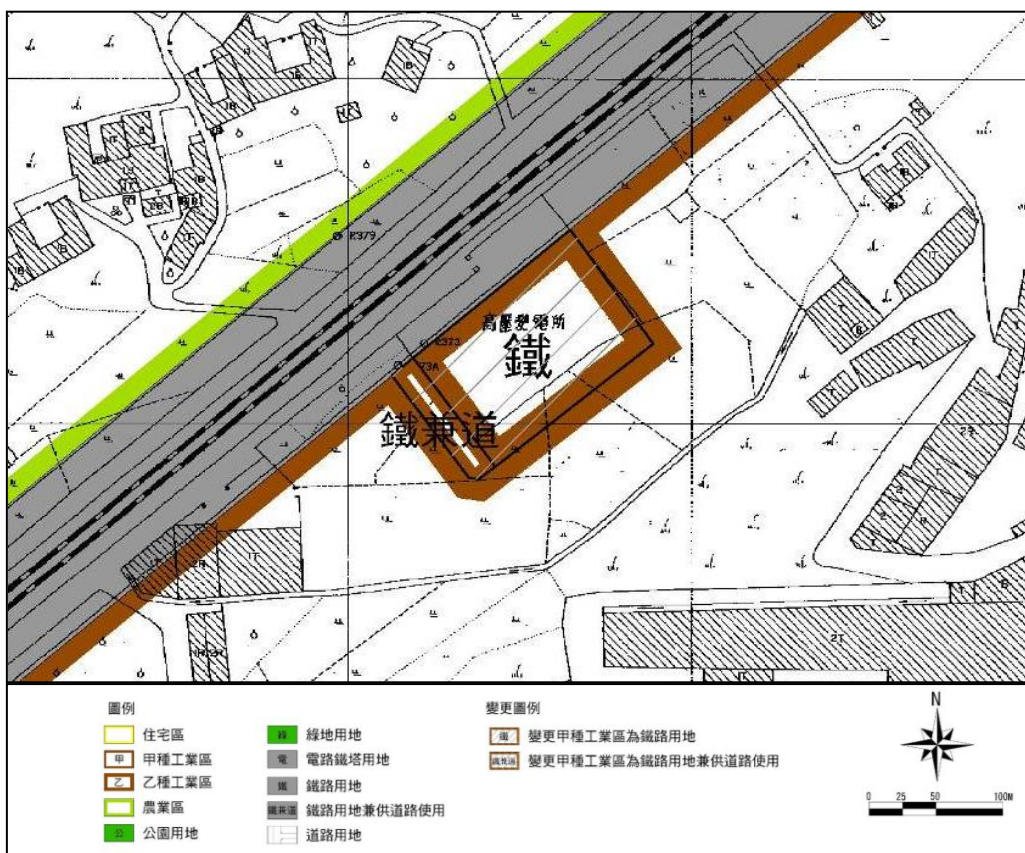 R379
高壓變電所
鐵
鐵兼道
2T
圖例
住宅區
甲 甲種工業區
乙 乙種工業區
農業區
公 公園用地
綠 綠地用地
電 電路鐵塔用地
鐵 鐵路用地
鐵兼道 鐵路用地兼供道路使用
道路用地
變更圖例
鐵 變更甲種工業區為鐵路用地
鐵兼道 變更甲種工業區為鐵路用地兼供道路使用
N
0 25 50 100M